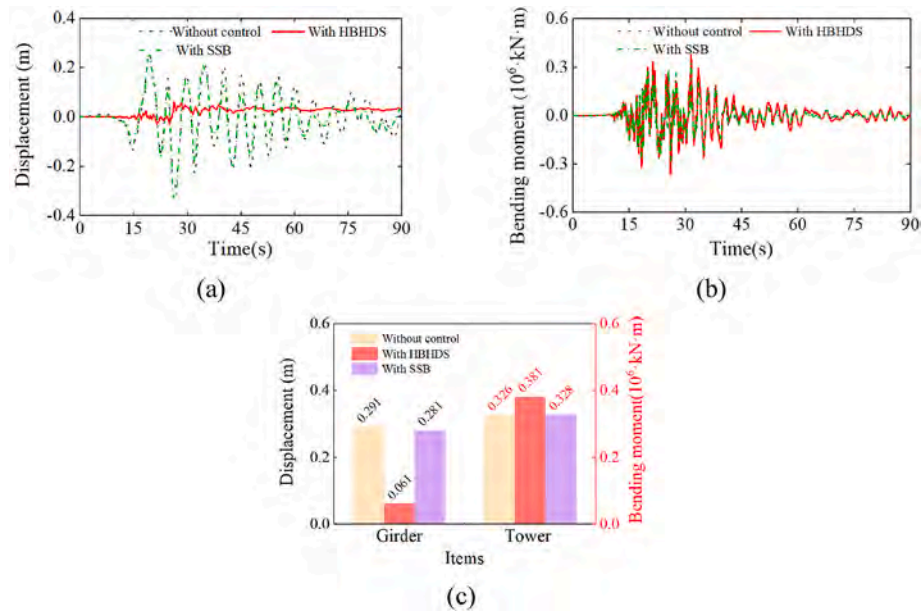 Without control With HBHDS
With SSB
Displacement (m)
0.4
0.2
0.0
-0.2
-0.4
0 15 30 45 60 75 90
Time(s)
(a)
Without control With HBHDS
With SSB
Bending moment (10⁶·kN·m)
0.6
0.3
0.0
-0.3
-0.6
0 15 30 45 60 75 90
Time(s)
(b)
Without control
With HBHDS
With SSB
Displacement (m)
0.6
0.4
0.2
0.0
0.291
0.061
0.281
0.326
0.381
0.328
0.6
0.4
0.2
0.0
Bending moment(10⁶·kN·m)
Girder Tower
Items
(c)